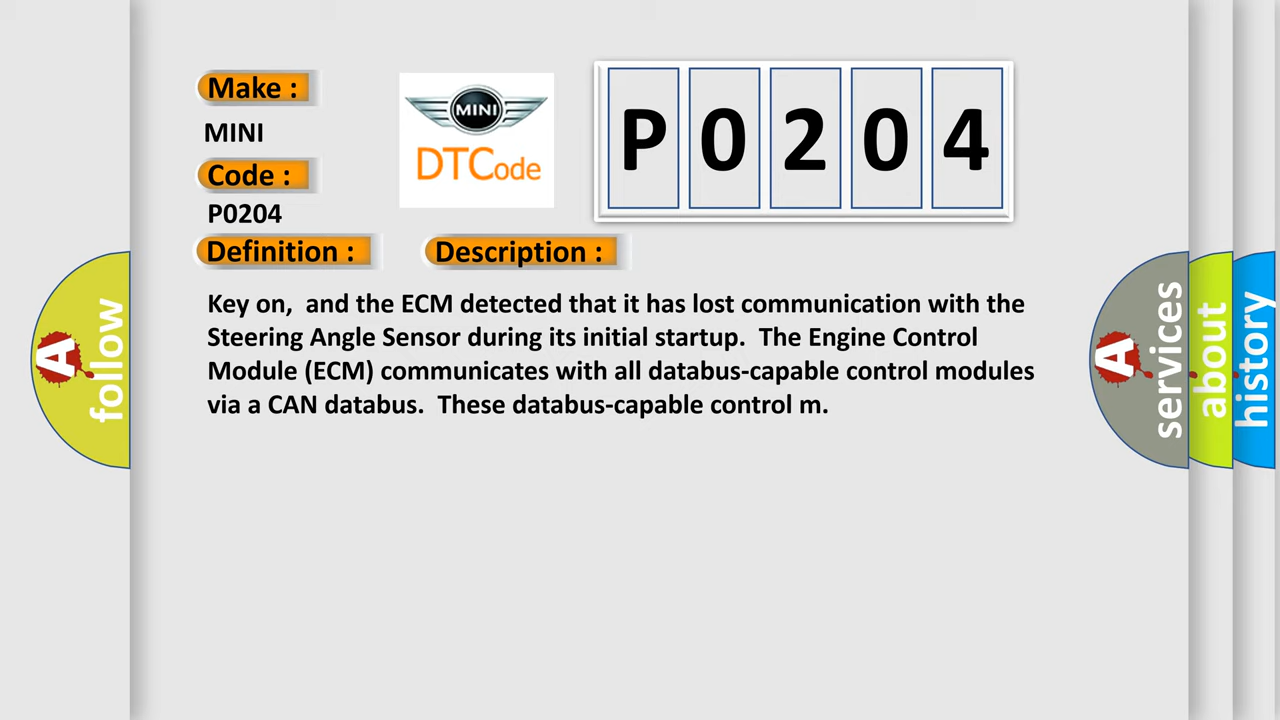 Make :
MINI
Code :
P0204
Definition :
Description :
MINI
DTCode
P0204
Key on,  and the ECM detected that it has lost communication with the
Steering Angle Sensor during its initial startup  The Engine Control
Module (ECM) communicates with all databus-capable control modules
via a CAN databus  These databus-capable control m.
A
follow
A
services
about
history